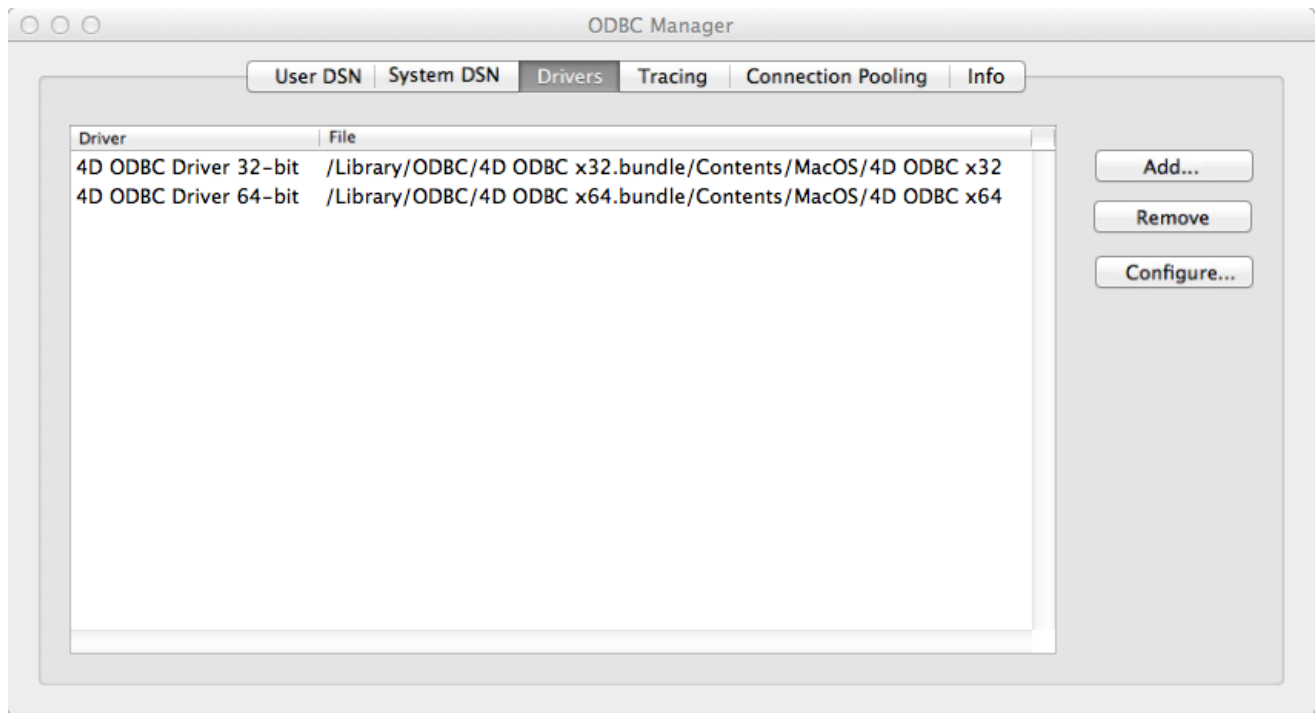 ODBC Manager
User DSN System DSN Drivers Tracing Connection Pooling Info
Driver File
4D ODBC Driver 32-bit /Library/ODBC/4D ODBC x32.bundle/Contents/MacOS/4D ODBC x32
4D ODBC Driver 64-bit /Library/ODBC/4D ODBC x64.bundle/Contents/MacOS/4D ODBC x64
Add...
Remove
Configure...